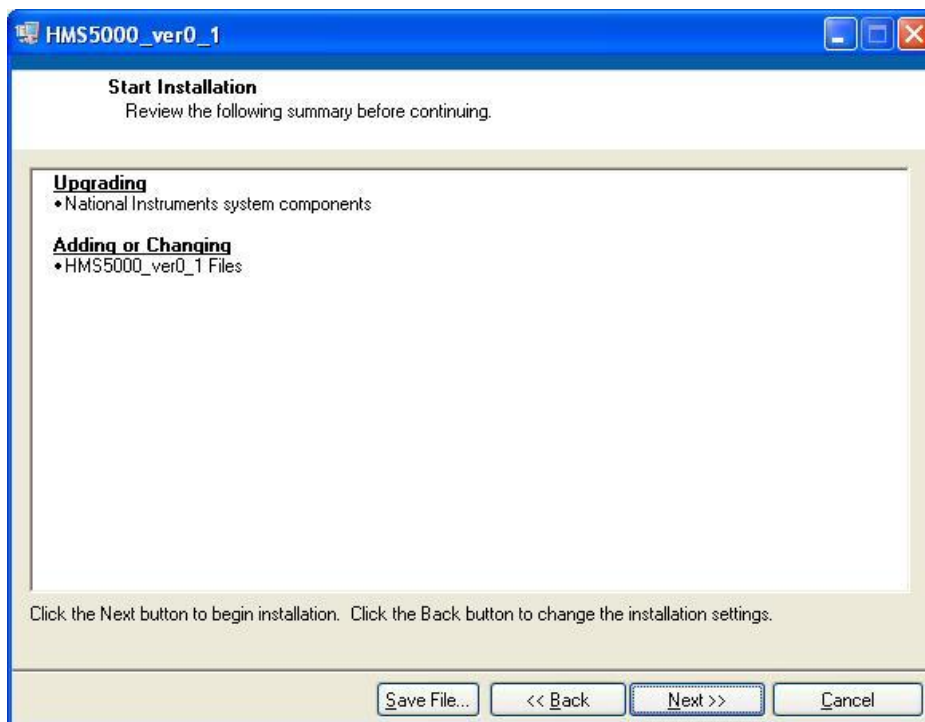 HMS5000_ver0_1
Start Installation
Review the following summary before continuing.
Upgrading
•National Instruments system components
Adding or Changing
•HMS5000_ver0_1 Files
Click the Next button to begin installation. Click the Back button to change the installation settings.
Save File... << Back Next >> Cancel